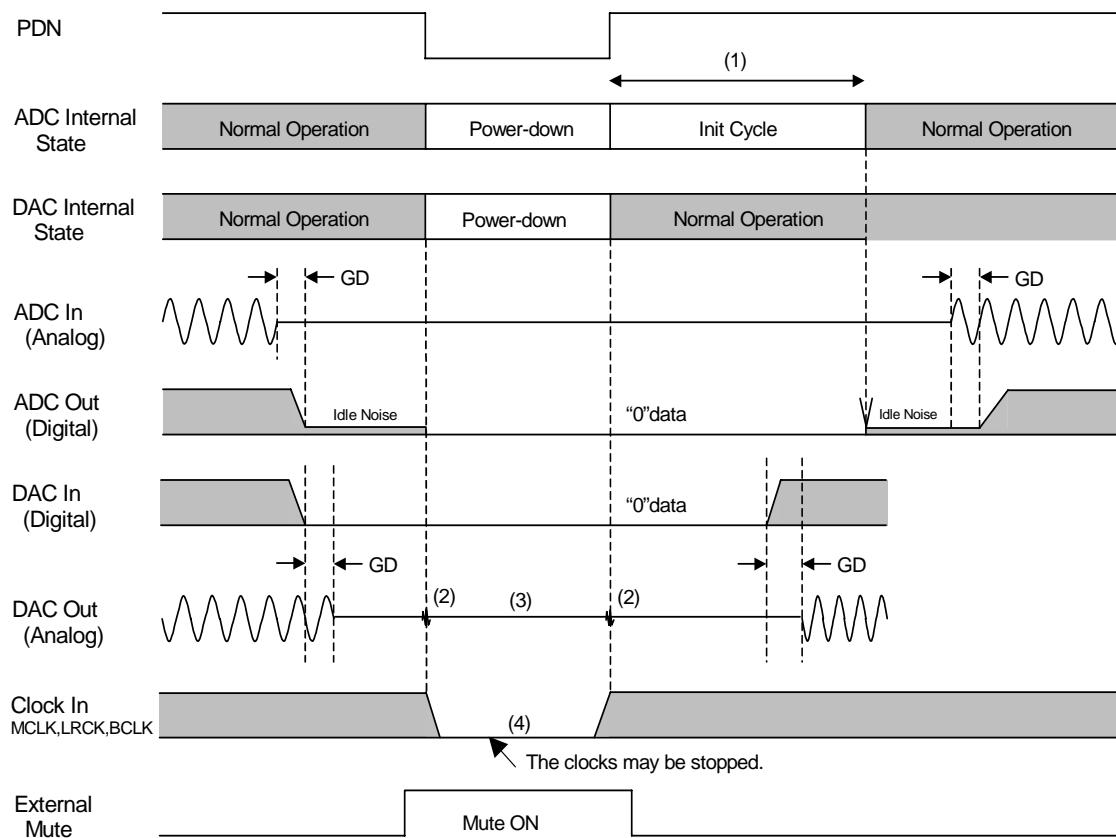 PDN
(1)
ADC Internal
State
Normal Operation
Power-down
Init Cycle
Normal Operation
DAC Internal
State
Normal Operation
Power-down
Normal Operation
GD
GD
ADC In
(Analog)
ADC Out
(Digital)
Idle Noise
“0”data
Idle Noise
DAC In
(Digital)
“0”data
GD
GD
DAC Out
(Analog)
(2)
(3)
(2)
Clock In
MCLK,LRCK,BCLK
(4)
The clocks may be stopped.
External
Mute
Mute ON